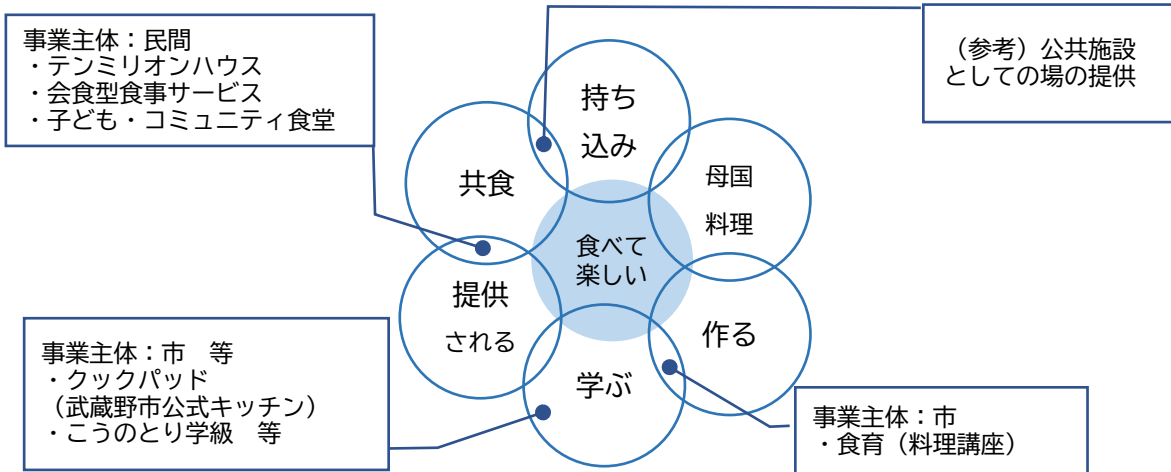 事業主体：民間
・テンミリオンハウス
・会食型食事サービス
・子ども・コミュニティ食堂
（参考）公共施設
としての場の提供
持ち
込み
共食
母国
料理
食べて
楽しい
提供
される
作る
学ぶ
事業主体：市　等
・クックパッド
（武蔵野市公式キッチン）
・こうのとり学級　等
事業主体：市
・食育（料理講座）